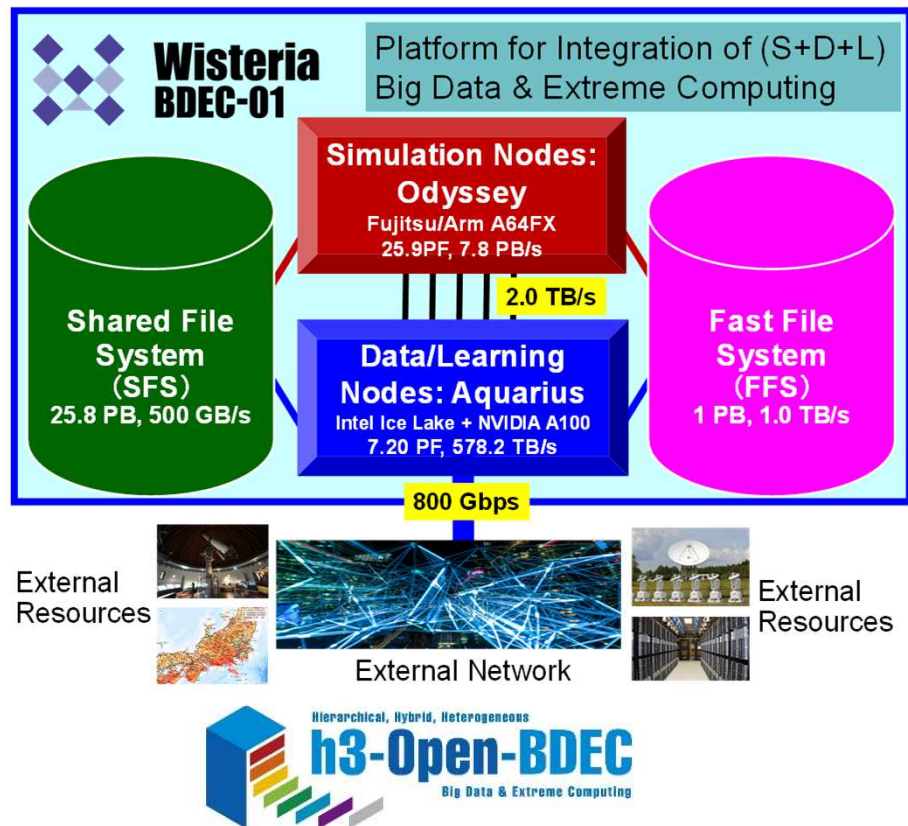 Wisteria
BDEC-01
Platform for Integration of (S+D+L)
Big Data & Extreme Computing
Simulation Nodes:
Odyssey
Fujitsu/Arm A64FX
25.9PF, 7.8 PB/s
2.0 TB/s
Shared File
System
(SFS)
25.8 PB, 500 GB/s
Data/Learning
Nodes: Aquarius
Intel Ice Lake + NVIDIA A100
7.20 PF, 578.2 TB/s
Fast File
System
(FFS)
1 PB, 1.0 TB/s
800 Gbps
External
Resources
External Network
External
Resources
Hierarchical, Hybrid, Heterogeneous
h3-Open-BDEC
Big Data & Extreme Computing